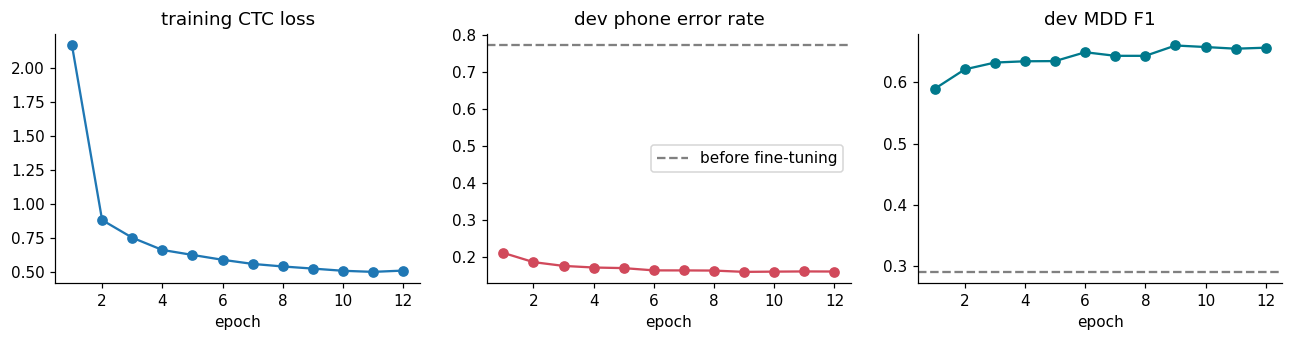 training CTC loss
2.00
1.75
1.50
1.25
1.00
0.75
0.50
2 4 6 8 10 12
epoch
dev phone error rate
0.8
0.7
0.6
0.5
0.4
0.3
0.2
before fine-tuning
2 4 6 8 10 12
epoch
dev MDD F1
0.6
0.5
0.4
0.3
2 4 6 8 10 12
epoch